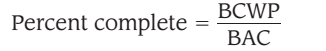 Percent complete = BCWP / BAC